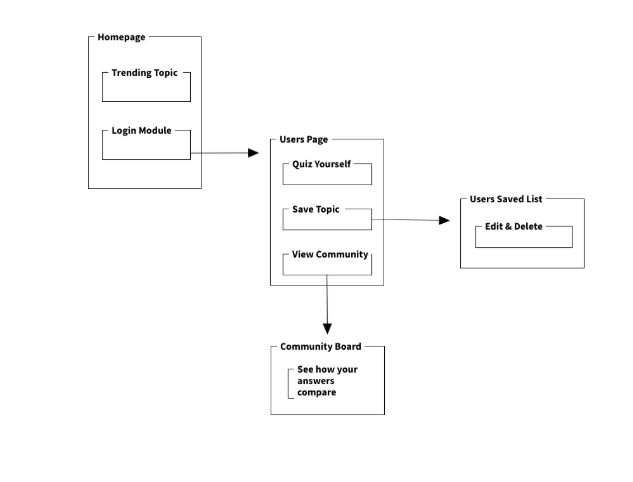 Homepage
Trending Topic
Login Module
Users Page
Quiz Yourself
Save Topic
View Community
Users Saved List
Edit & Delete
Community Board
See how your
answers
compare